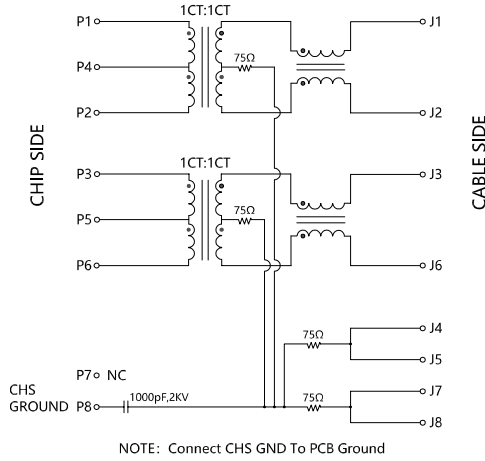 1CT:1CT
P1
J1
75Ω
P4
P2
J2
CHIP SIDE
CABLE SIDE
1CT:1CT
P3
J3
75Ω
P5
P6
J6
J4
75Ω
J5
P7 NC
J7
CHS
GROUND P8
1000pF,2KV
75Ω
J8
NOTE: Connect CHS GND To PCB Ground